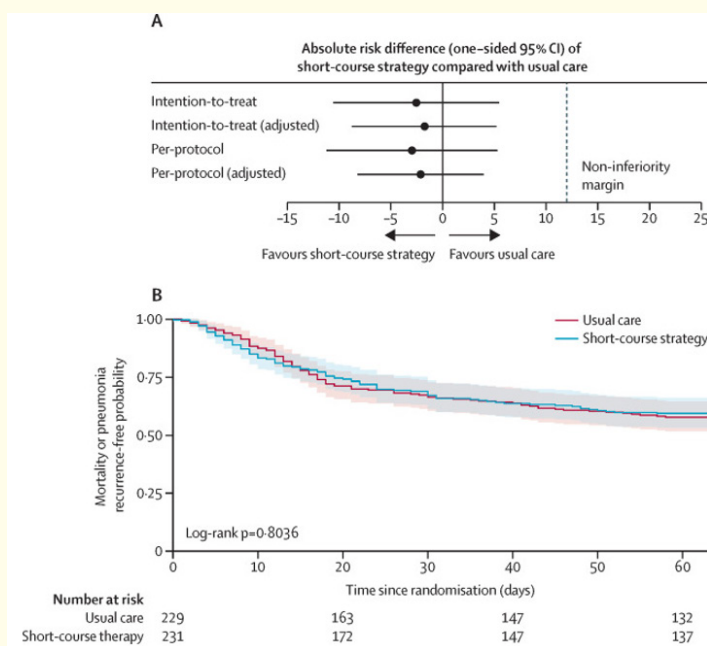 A
Absolute risk difference (one-sided 95% CI) of
short-course strategy compared with usual care
Intention-to-treat
Intention-to-treat (adjusted)
Per-protocol
Per-protocol (adjusted)
Non-inferiority
margin
−15 −10 −5 0 5 10 15 20 25
Favours short-course strategy Favours usual care
B
Usual care
Short-course strategy
Mortality or pneumonia
recurrence-free probability
1·00
0·75
0·50
0·25
0
Log-rank p=0·8036
0 10 20 30 40 50 60
Time since randomisation (days)
Number at risk
Usual care 229 163 147 132
Short-course therapy 231 172 147 137